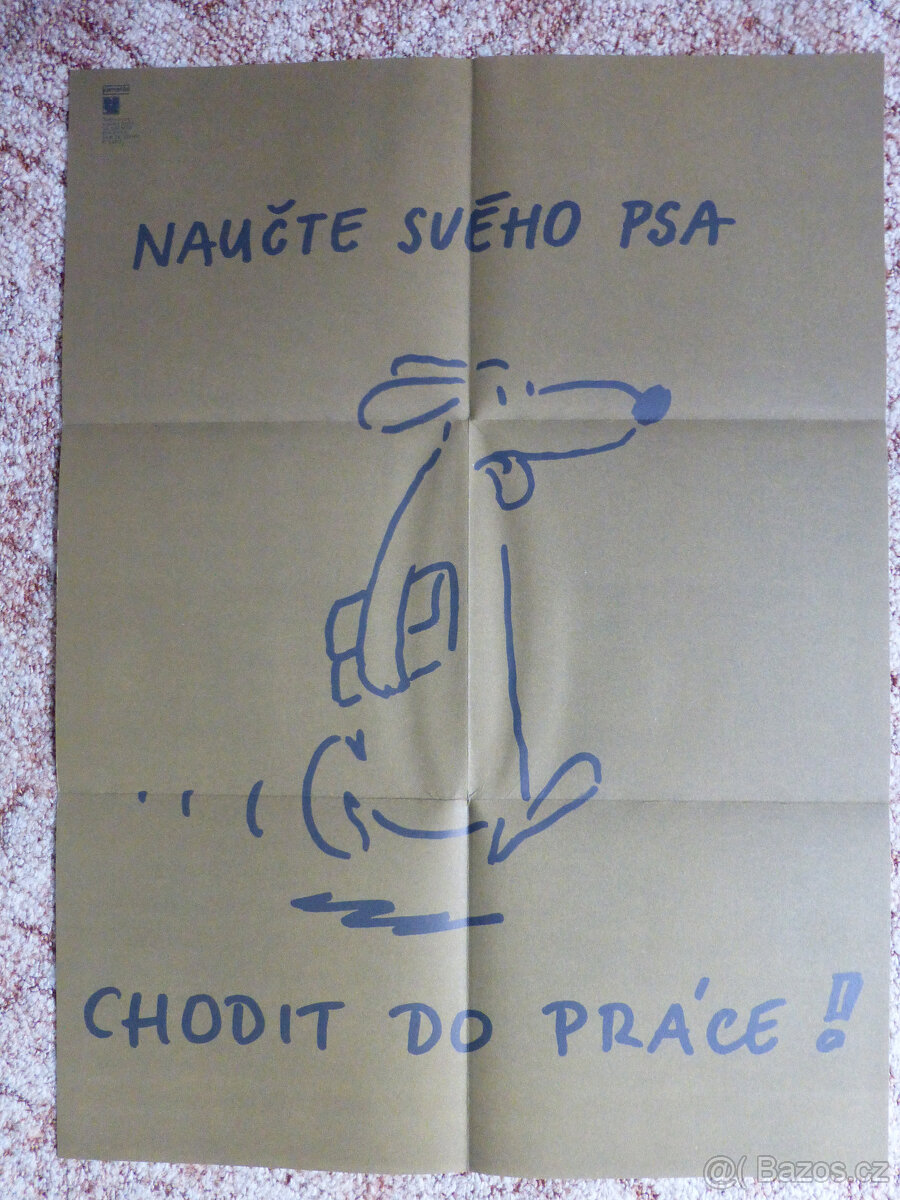 NAUČTE SVÉHO PSA
CHODIT DO PRÁCE!
@( Bazos.cz